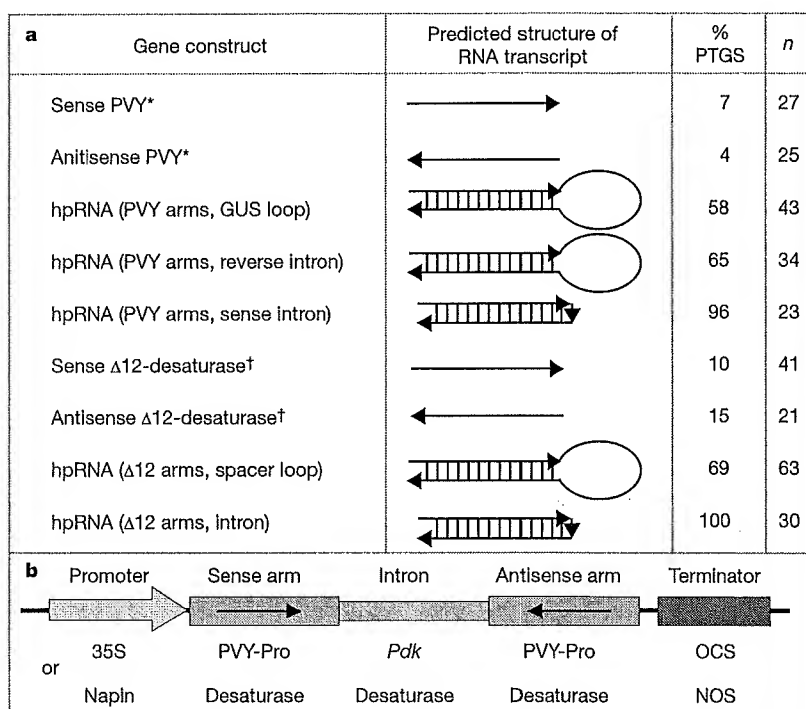 a
Gene construct Predicted structure of RNA transcript % PTGS n
Sense PVY* 7 27
Anitisense PVY* 4 25
hpRNA (PVY arms, GUS loop) 58 43
hpRNA (PVY arms, reverse intron) 65 34
hpRNA (PVY arms, sense intron) 96 23
Sense Δ12-desaturase† 10 41
Antisense Δ12-desaturase† 15 21
hpRNA (Δ12 arms, spacer loop) 69 63
hpRNA (Δ12 arms, intron) 100 30
b
Promoter Sense arm Intron Antisense arm Terminator
35S PVY-Pro Pdk PVY-Pro OCS
or
Napin Desaturase Desaturase Desaturase NOS